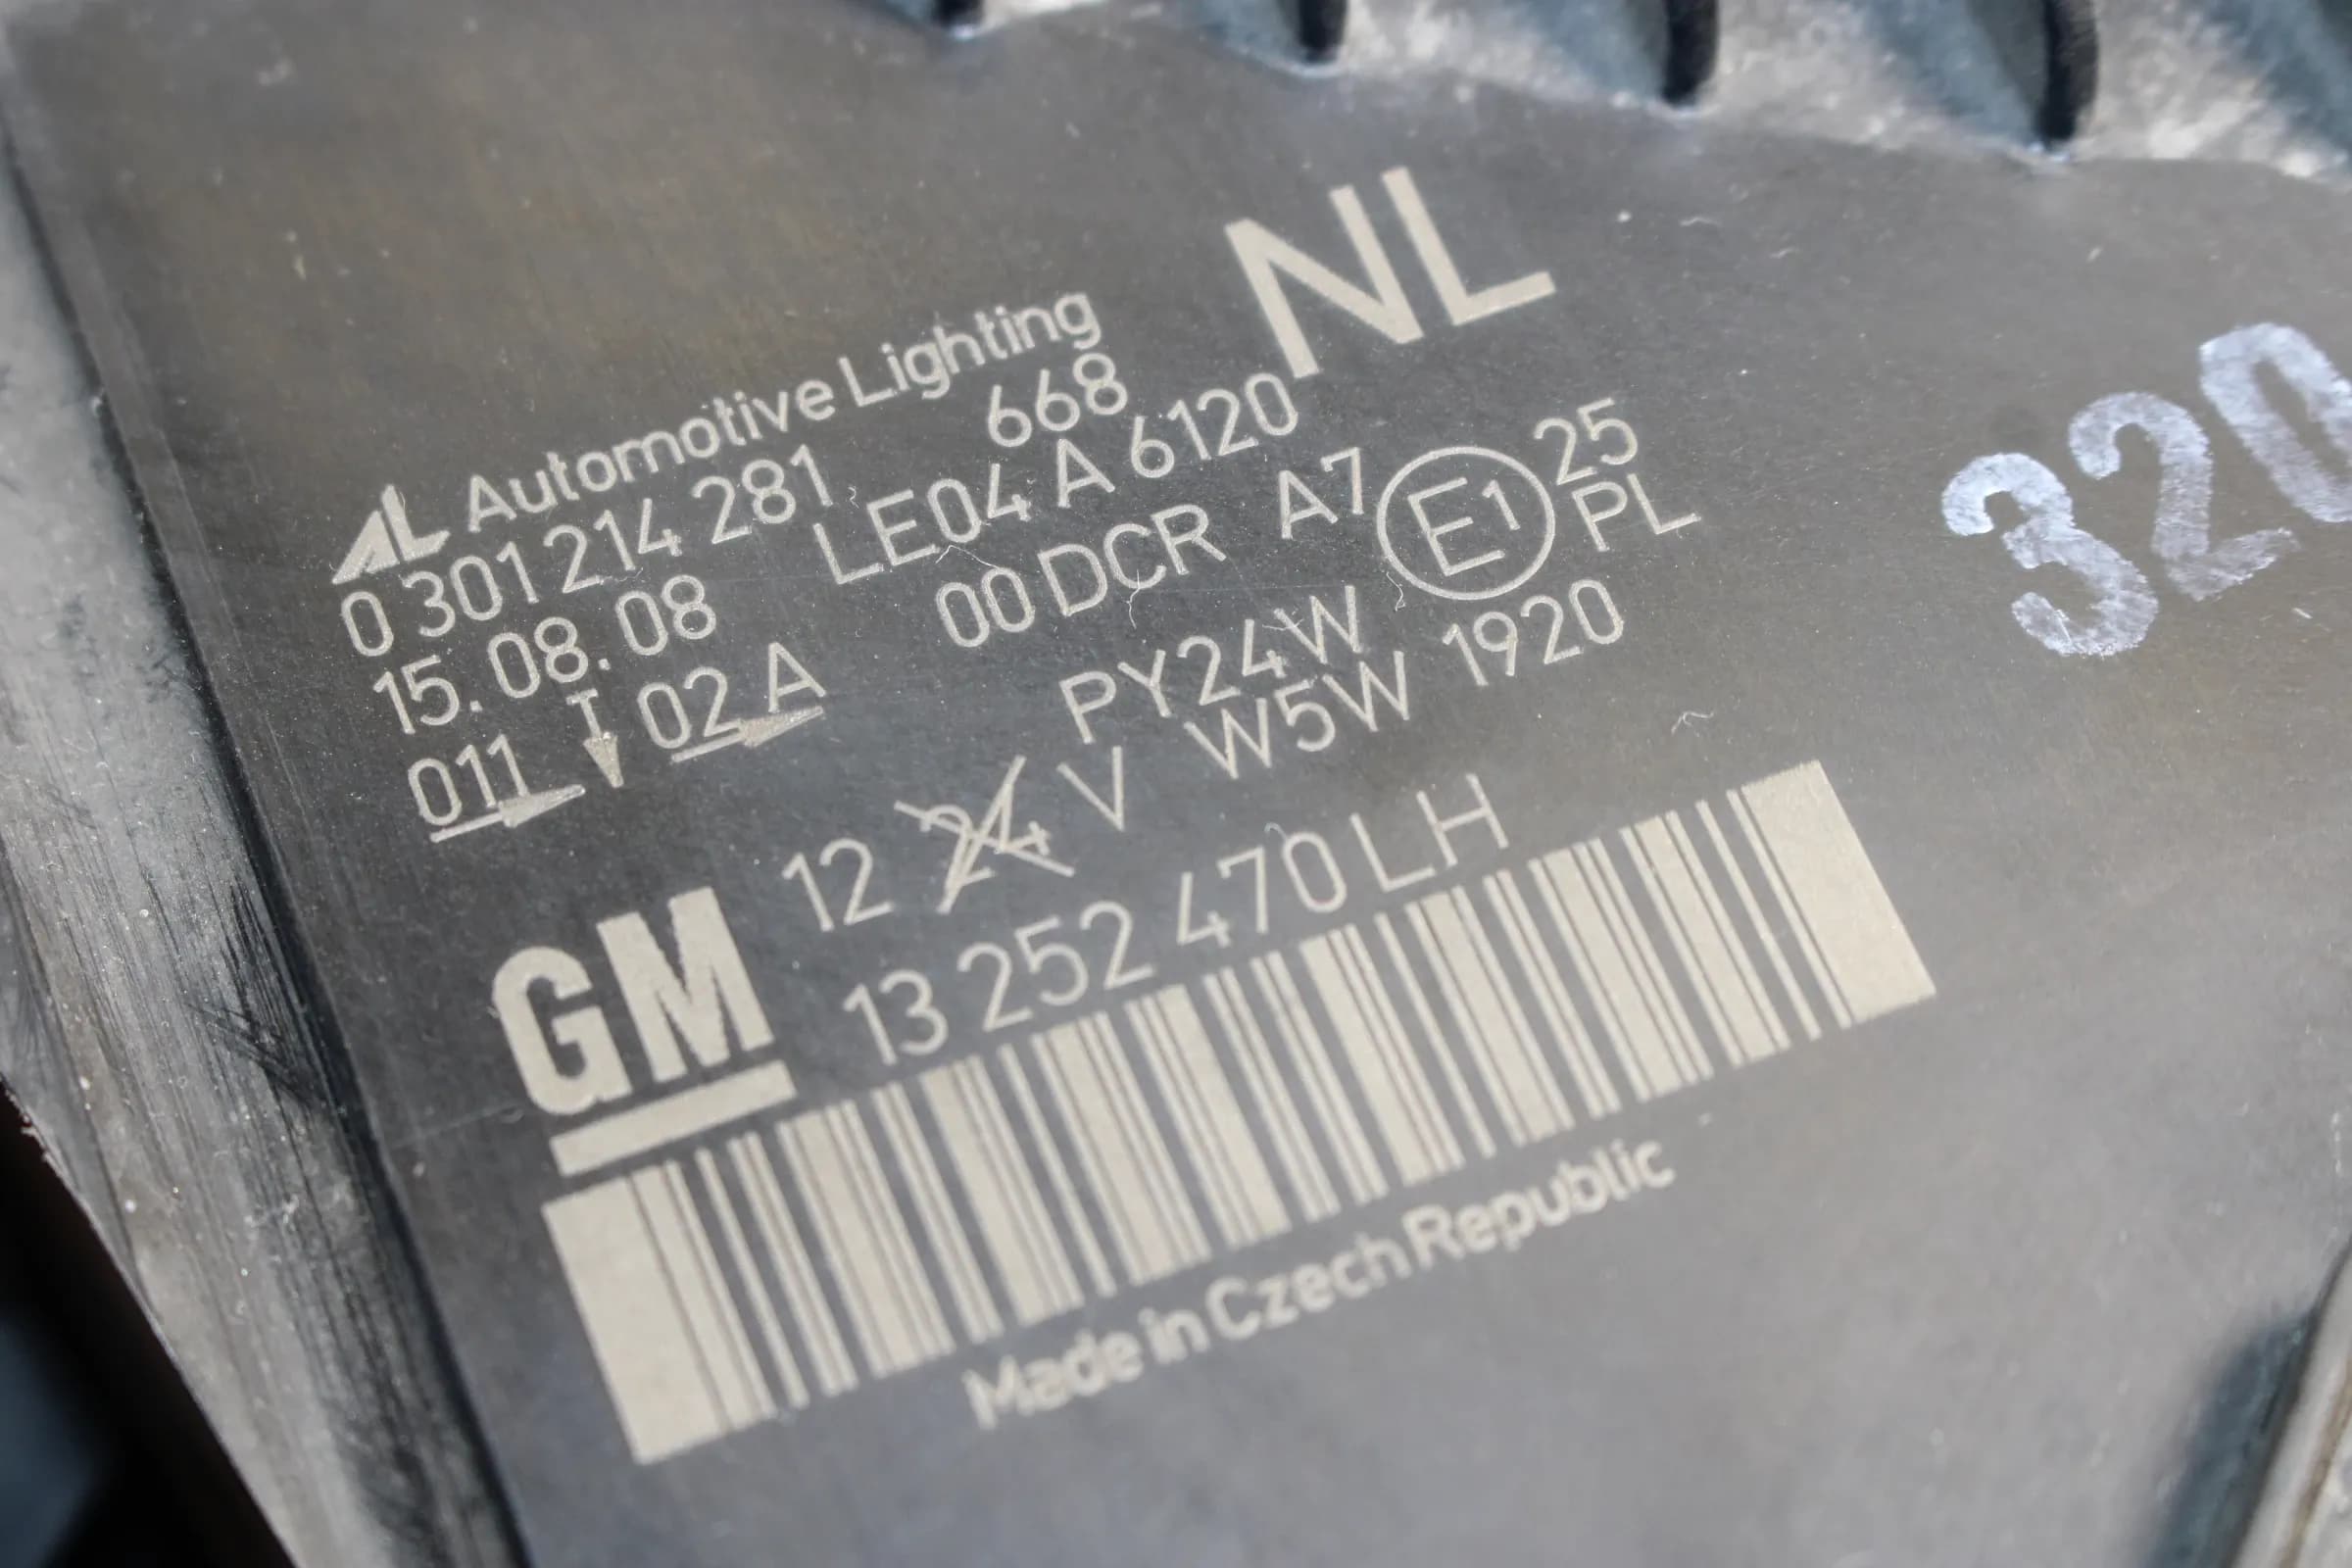 NL
AL Automotive Lighting
0 301 214 281 668
15.08.08 LE04 A 6120
011 I 02 A 00 DCR A7 E1 25
PL
PY24W
12 24 V W5W 1920
GM 13 252 470 LH
Made in Czech Republic
320